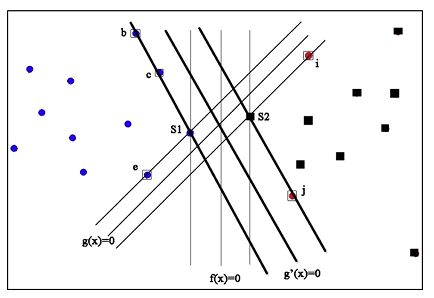 b
c
i
S1
S2
e
j
g(x)=0
f(x)=0
g'(x)=0